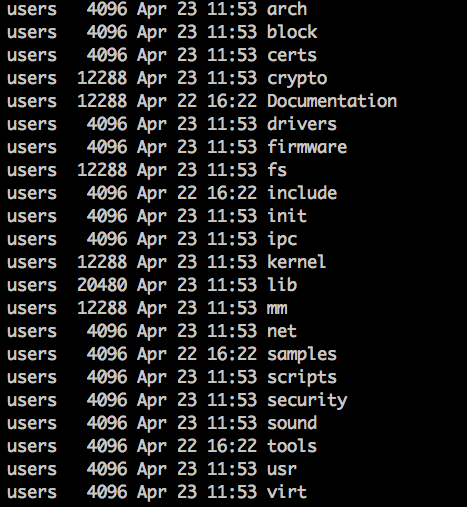 users   4096 Apr 23 11:53 arch
users   4096 Apr 23 11:53 block
users   4096 Apr 23 11:53 certs
users  12288 Apr 23 11:53 crypto
users  12288 Apr 22 16:22 Documentation
users   4096 Apr 23 11:53 drivers
users   4096 Apr 23 11:53 firmware
users  12288 Apr 23 11:53 fs
users   4096 Apr 22 16:22 include
users   4096 Apr 23 11:53 init
users   4096 Apr 23 11:53 ipc
users  12288 Apr 23 11:53 kernel
users  20480 Apr 23 11:53 lib
users  12288 Apr 23 11:53 mm
users   4096 Apr 23 11:53 net
users   4096 Apr 22 16:22 samples
users   4096 Apr 23 11:53 scripts
users   4096 Apr 23 11:53 security
users   4096 Apr 23 11:53 sound
users   4096 Apr 22 16:22 tools
users   4096 Apr 23 11:53 usr
users   4096 Apr 23 11:53 virt